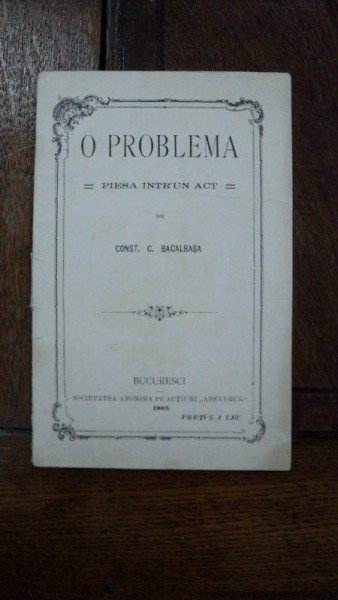 O PROBLEMA
PIESA INTR'UN ACT
DE
CONST. C. BACALBAȘA
BUCURESCI
SOCIETATEA ANONIMA PE ACȚIUNI „ADEVERUL"
1905
PREȚUL 1 LEU